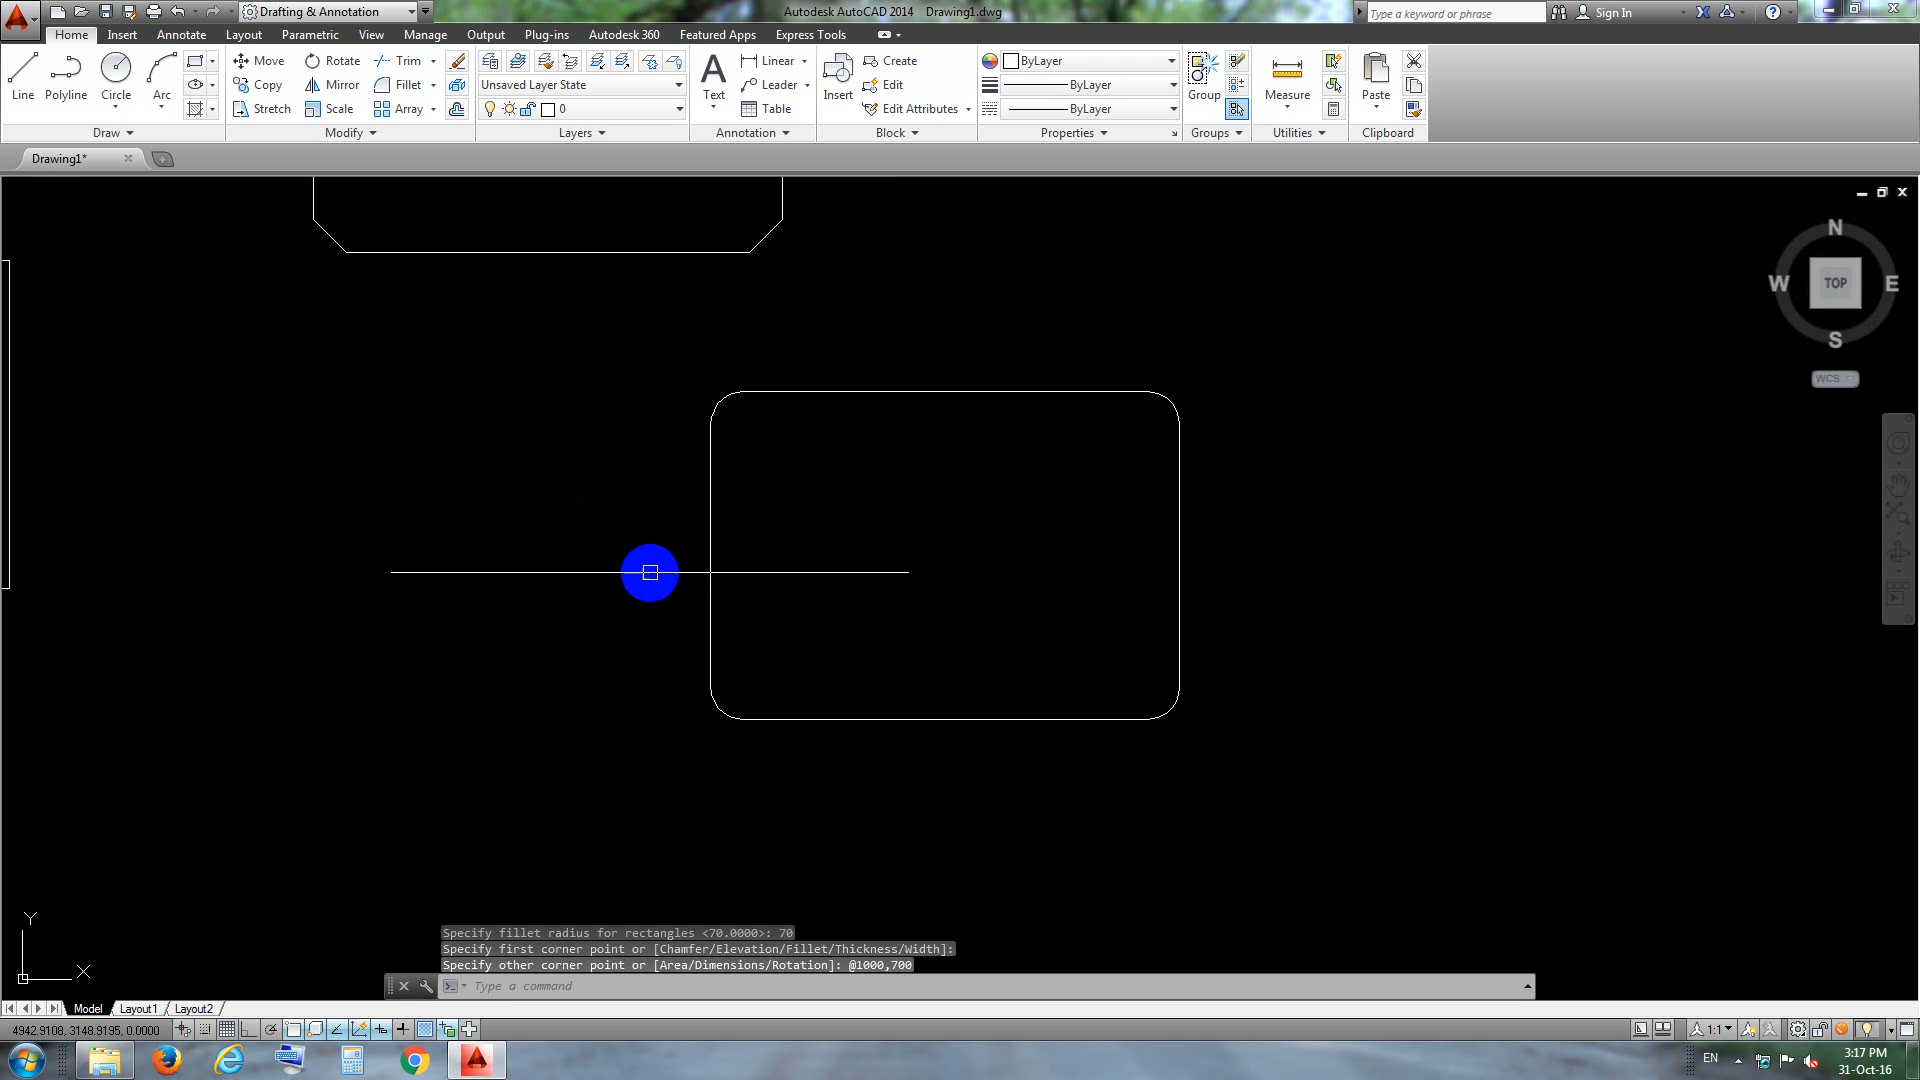 Drafting & Annotation
Autodesk AutoCAD 2014 Drawing1.dwg
Type a keyword or phrase
Sign In
Home Insert Annotate Layout Parametric View Manage Output Plug-ins Autodesk 360 Featured Apps Express Tools
Line Polyline Circle Arc
Draw
Move Rotate Trim
Copy Mirror Fillet
Stretch Scale Array
Modify
Unsaved Layer State
0
Layers
Text
Linear
Leader
Table
Annotation
Insert
Create
Edit
Edit Attributes
Block
ByLayer
ByLayer
ByLayer
Properties
Group
Groups
Measure
Utilities
Paste
Clipboard
Drawing1*
N
W TOP E
S
WCS
Y
X
Specify fillet radius for rectangles <70.0000>: 70
Specify first corner point or [Chamfer/Elevation/Fillet/Thickness/Width]:
Specify other corner point or [Area/Dimensions/Rotation]: @1000,700
Type a command
Model Layout1 Layout2
4942.9108, 3148.9195, 0.0000
1:1
EN
3:17 PM
31-Oct-16